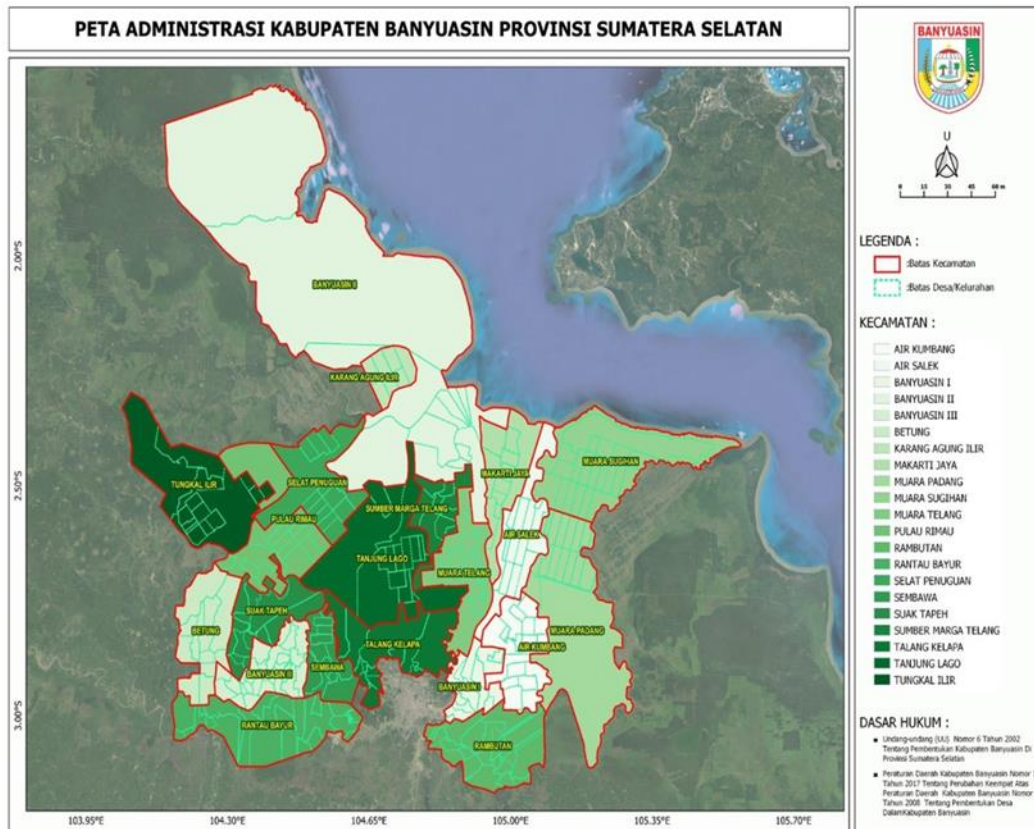 PETA ADMINISTRASI KABUPATEN BANYUASIN PROVINSI SUMATERA SELATAN
BANYUASIN
U
0 15 30 45 60 m
LEGENDA :
:Batas Kecamatan
:Batas Desa/Kelurahan
KECAMATAN :
AIR KUMBANG
AIR SALEK
BANYUASIN I
BANYUASIN II
BANYUASIN III
BETUNG
KARANG AGUNG ILIR
MAKARTI JAYA
MUARA PADANG
MUARA SUGIHAN
MUARA TELANG
PULAU RIMAU
RAMBUTAN
RANTAU BAYUR
SELAT PENUGUAN
SEMBAWA
SUAK TAPEH
SUMBER MARGA TELANG
TALANG KELAPA
TANJUNG LAGO
TUNGKAL ILIR
DASAR HUKUM :
Undang-undang (UU) Nomor 6 Tahun 2002
Tentang Pembentukan Kabupaten Banyuasin Di
Provinsi Sumatera Selatan
Peraturan Daerah Kabupaten Banyuasin Nomor
Tahun 2017 Tentang Perubahan Keempat Atas
Peraturan Daerah Kabupaten Banyuasin Nomor
Tahun 2008 Tentang Pembentukan Desa
DalamKabupaten Banyuasin
2.00°S
2.50°S
3.00°S
BANYUASIN II
KARANG AGUNG ILIR
MUARA SUGIHAN
MAKARTI JAYA
TUNGKAL ILIR
SELAT PENUGUAN
SUMBER MARGA TELANG
PULAU RIMAU
AIR SALEK
TANJUNG LAGO
MUARA TELANG
SUAK TAPEH
BETUNG
MUARA PADANG
TALANG KELAPA
AIR KUMBANG
SEMBAWA
BANYUASIN III
BANYUASIN I
RANTAU BAYUR
RAMBUTAN
103.95°E
104.30°E
104.65°E
105.00°E
105.35°E
105.70°E